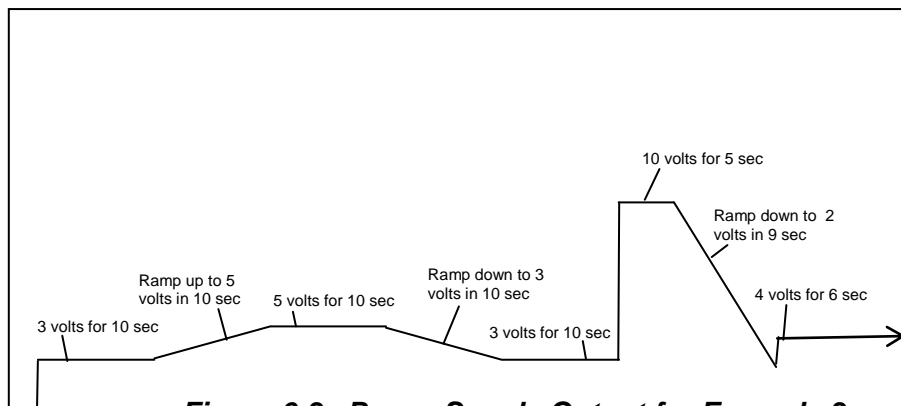 10 volts for 5 sec
Ramp down to 2
volts in 9 sec
Ramp up to 5
volts in 10 sec
5 volts for 10 sec
Ramp down to 3
volts in 10 sec
4 volts for 6 sec
3 volts for 10 sec
3 volts for 10 sec